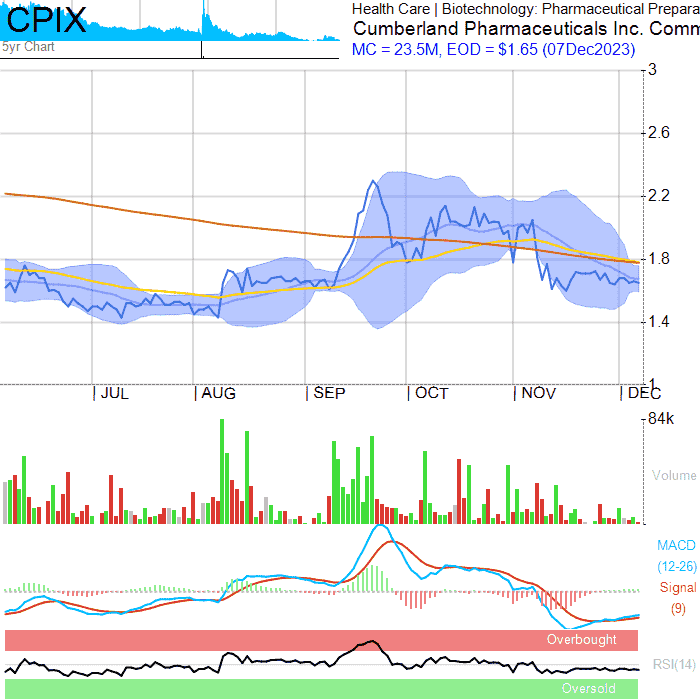 CPIX
5yr Chart
Health Care | Biotechnology: Pharmaceutical Prepara
Cumberland Pharmaceuticals Inc. Comm
MC = 23.5M, EOD = $1.65 (07Dec2023)
3
2.6
2.2
1.8
1.4
1
| JUL | AUG | SEP | OCT | NOV | DEC
84k
Volume
MACD
(12-26)
Signal
(9)
Overbought
RSI(14)
Oversold